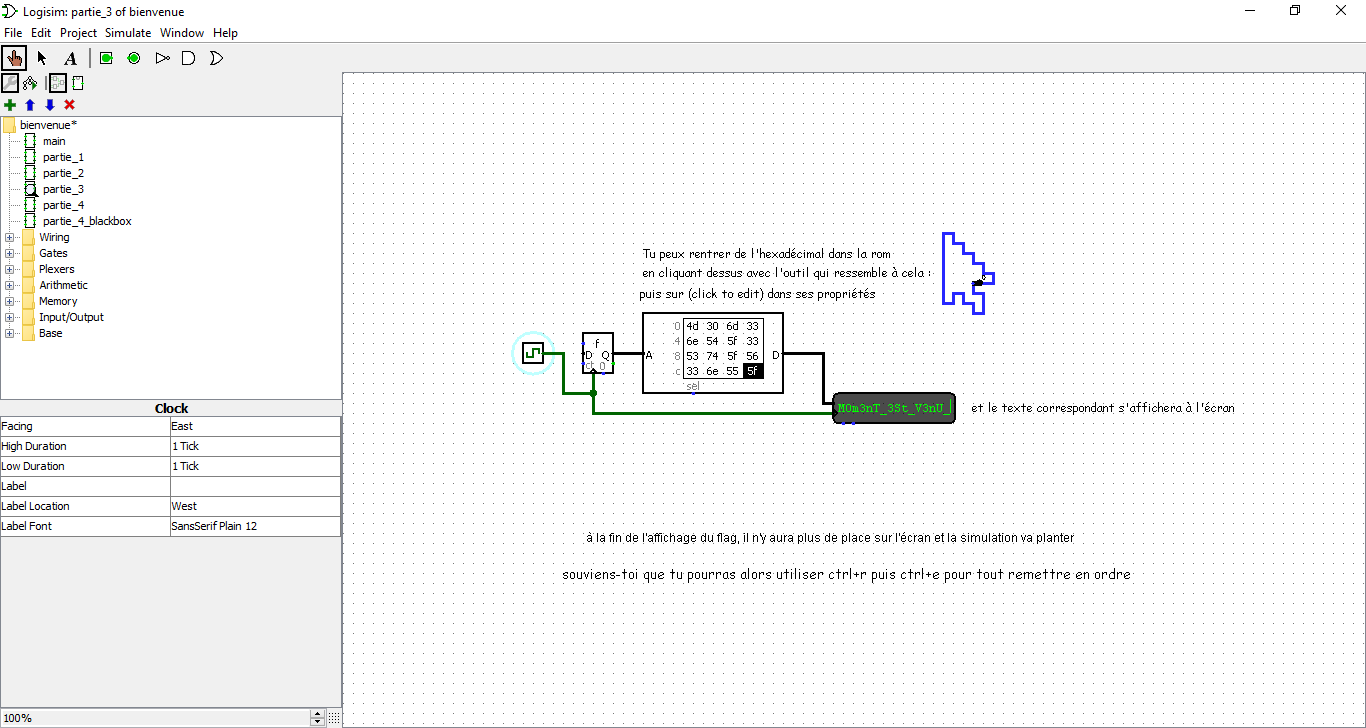 Logisim: partie_3 of bienvenue
File Edit Project Simulate Window Help
A
bienvenue*
main
partie_1
partie_2
partie_3
partie_4
partie_4_blackbox
Wiring
Gates
Plexers
Arithmetic
Memory
Input/Output
Base
Clock
Facing East
High Duration 1 Tick
Low Duration 1 Tick
Label
Label Location West
Label Font SansSerif Plain 12
100%
Tu peux rentrer de l'hexadécimal dans la rom
en cliquant dessus avec l'outil qui ressemble à cela :
puis sur (click to edit) dans ses propriétés
f
D Q
ct 0
A
0 4d 30 6d 33
4 6e 54 5f 33
8 53 74 5f 56
c 33 6e 55 5f
D
sel
M0m3nT_3St_V3nU_
et le texte correspondant s'affichera à l'écran
à la fin de l'affichage du flag, il n'y aura plus de place sur l'écran et la simulation va planter
souviens-toi que tu pourras alors utiliser ctrl+r puis ctrl+e pour tout remettre en ordre